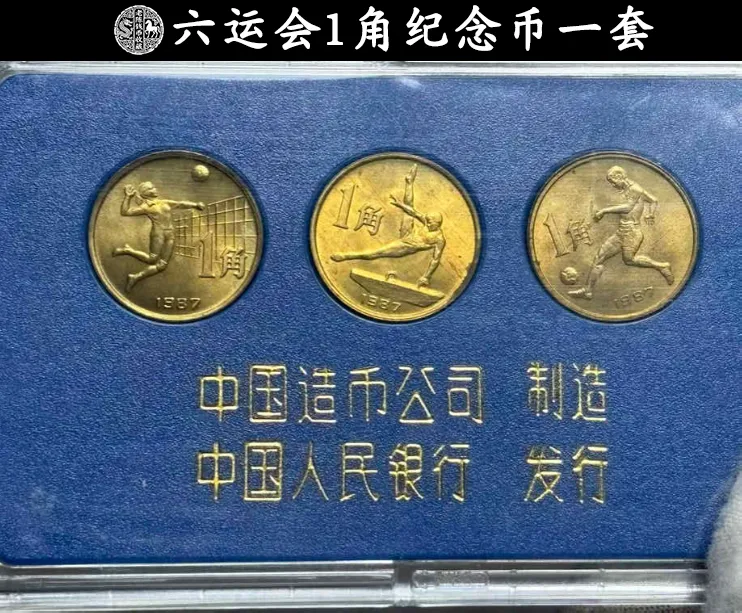 六运会1角纪念币一套
1角
1987
1角
1987
1角
1987
中国造币公司 制造
中国人民银行 发行